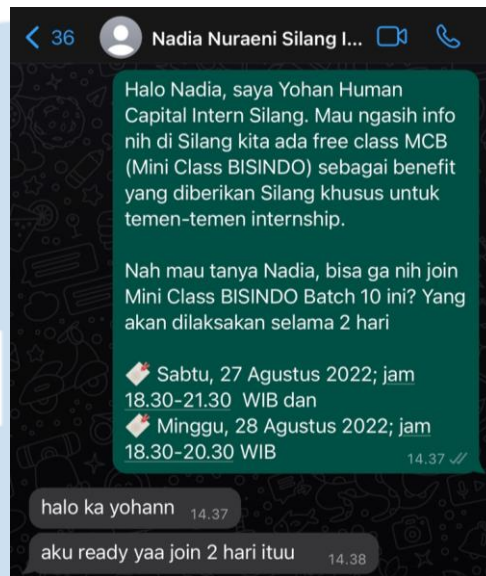 36
Nadia Nuraeni Silang I...
Halo Nadia, saya Yohan Human
Capital Intern Silang. Mau ngasih info
nih di Silang kita ada free class MCB
(Mini Class BISINDO) sebagai benefit
yang diberikan Silang khusus untuk
temen-temen internship.
Nah mau tanya Nadia, bisa ga nih join
Mini Class BISINDO Batch 10 ini? Yang
akan dilaksakan selama 2 hari
Sabtu, 27 Agustus 2022; jam
18.30-21.30 WIB dan
Minggu, 28 Agustus 2022; jam
18.30-20.30 WIB
14.37
halo ka yohann 14.37
aku ready yaa join 2 hari ituu 14.38